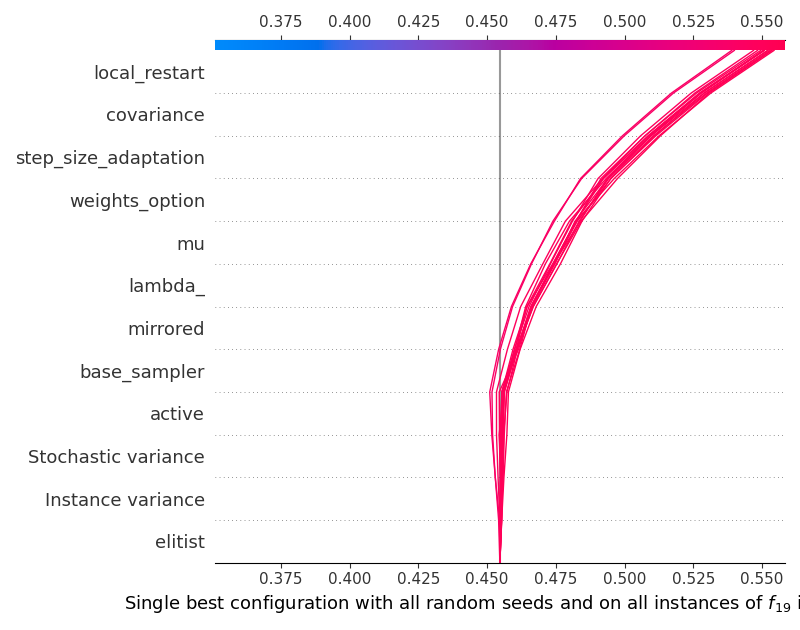 0.375 0.400 0.425 0.450 0.475 0.500 0.525 0.550
local_restart
covariance
step_size_adaptation
weights_option
mu
lambda_
mirrored
base_sampler
active
Stochastic variance
Instance variance
elitist
0.375 0.400 0.425 0.450 0.475 0.500 0.525 0.550
Single best configuration with all random seeds and on all instances of f₁₉ i